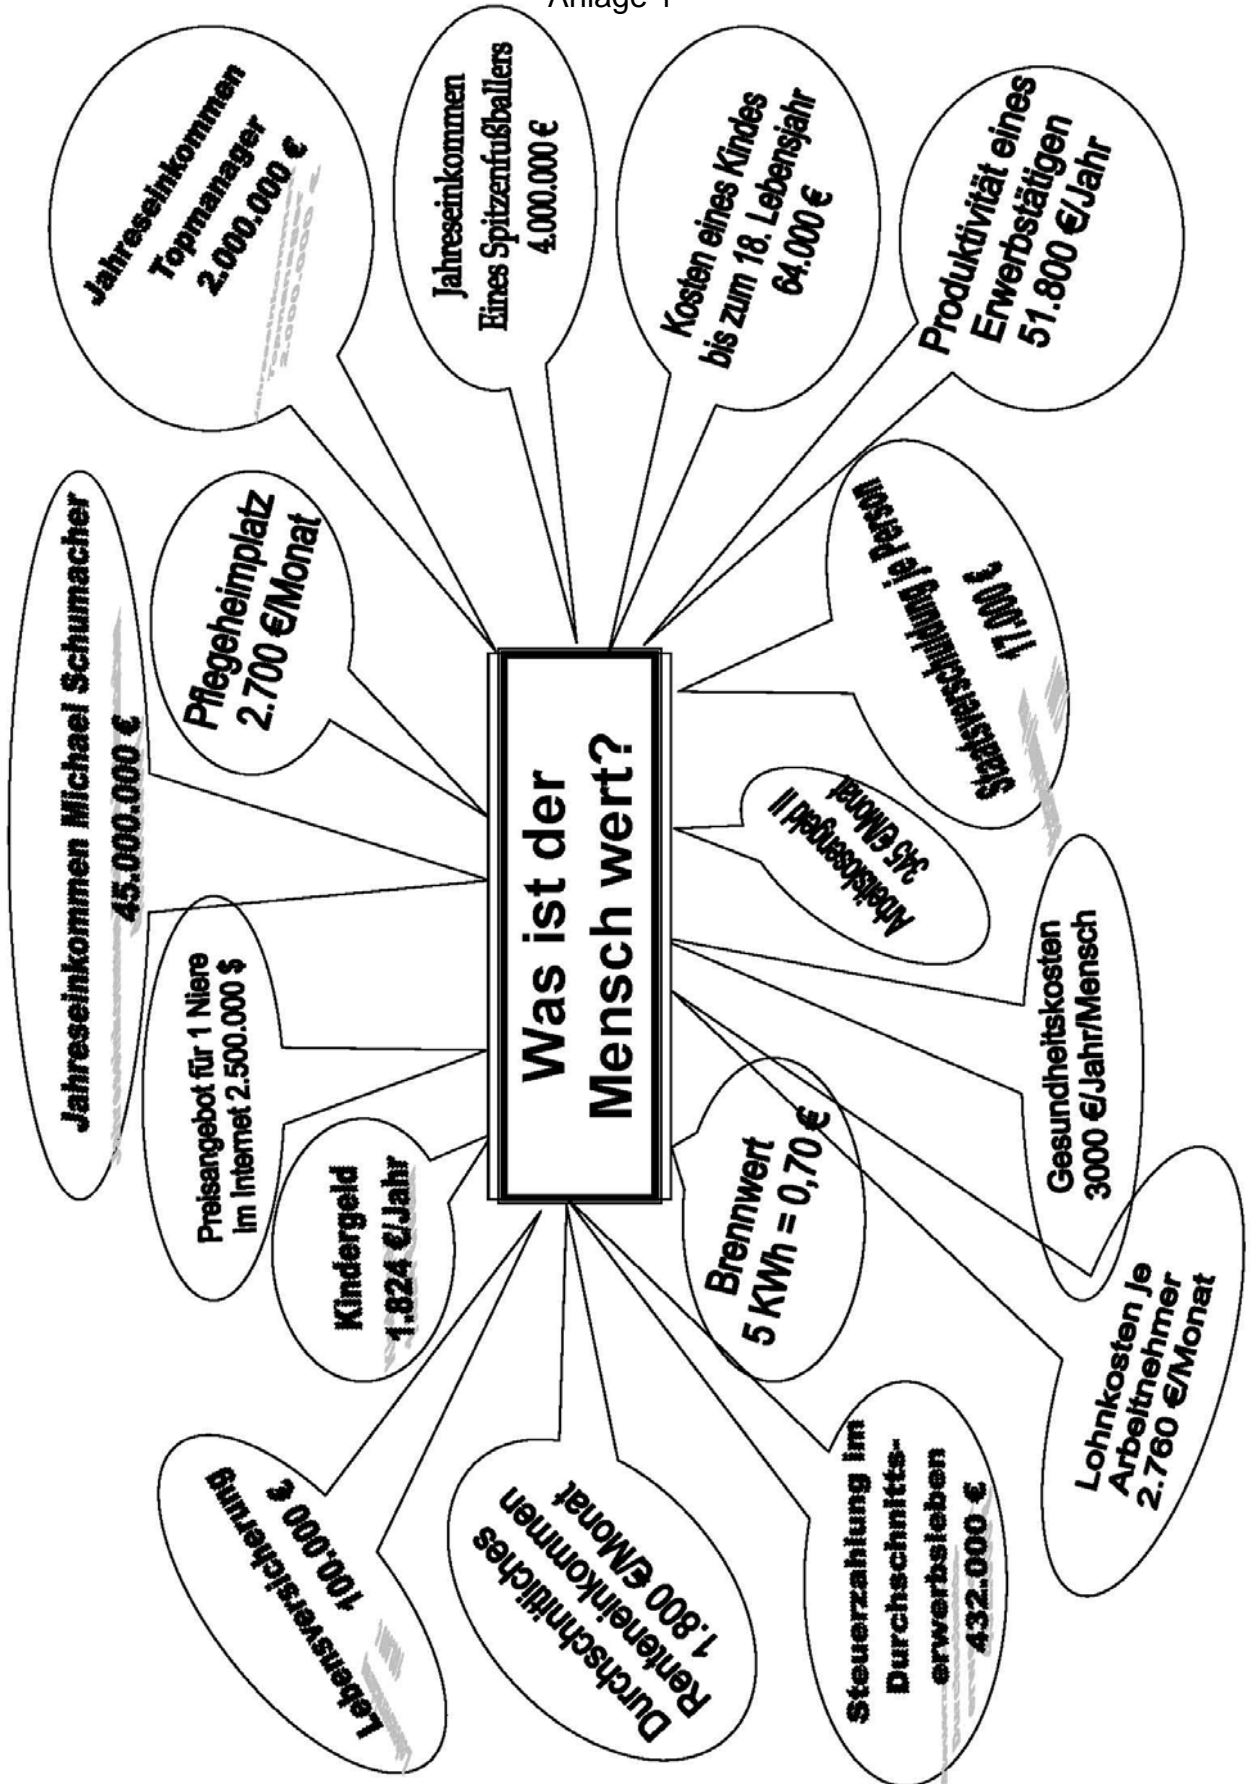 Anlage 1
Was ist der
Mensch wert?
Jahreseinkommen Michael Schumacher
45.000.000 €
Lebensversicherung
100.000 €
Kindergeld
1.824 €/Jahr
Preisangebot für 1 Niere
Im Internet 2.500.000 $
Pflegeheimplatz
2.700 €/Monat
Jahreseinkommen
Topmanager
2.000.000 €
Jahreseinkommen
Eines Spitzenfußballers
4.000.000 €
Kosten eines Kindes
bis zum 18. Lebensjahr
64.000 €
Produktivität eines
Erwerbstätigen
51.800 €/Jahr
Staatsverschuldung je Person
17.000 €
Arbeitslosengeld II
345 €/Monat
Gesundheitskosten
3000 €/Jahr/Mensch
Lohnkosten je
Arbeitnehmer
2.760 €/Monat
Brennwert
5 KWh = 0,70 €
Steuerzahlung im
Durchschnitts-
erwerbsleben
432.000 €
Durchschnittliches
Renteneinkommen
1.800 €/Monat